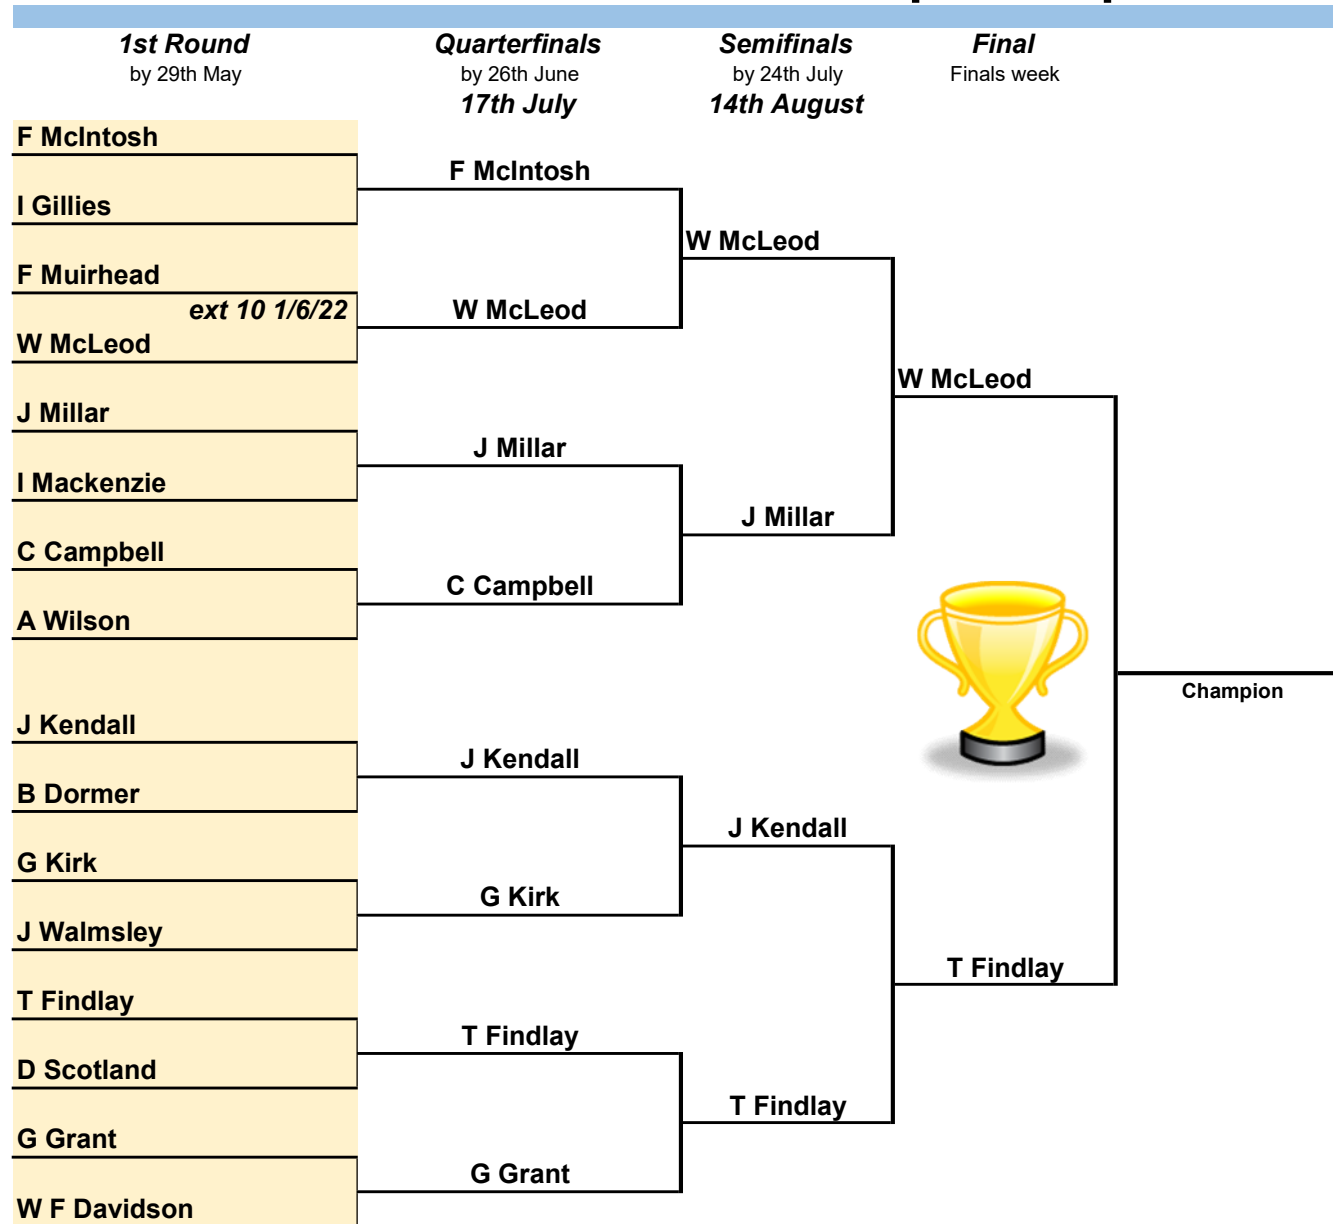 1st Round
by 29th May
Quarterfinals
by 26th June
17th July
Semifinals
by 24th July
14th August
Final
Finals week
F McIntosh
I Gillies
F Muirhead
ext 10 1/6/22
W McLeod
J Millar
I Mackenzie
C Campbell
A Wilson
J Kendall
B Dormer
G Kirk
J Walmsley
T Findlay
D Scotland
G Grant
W F Davidson
F McIntosh
W McLeod
J Millar
C Campbell
J Kendall
G Kirk
T Findlay
G Grant
W McLeod
J Millar
J Kendall
T Findlay
W McLeod
T Findlay
Champion